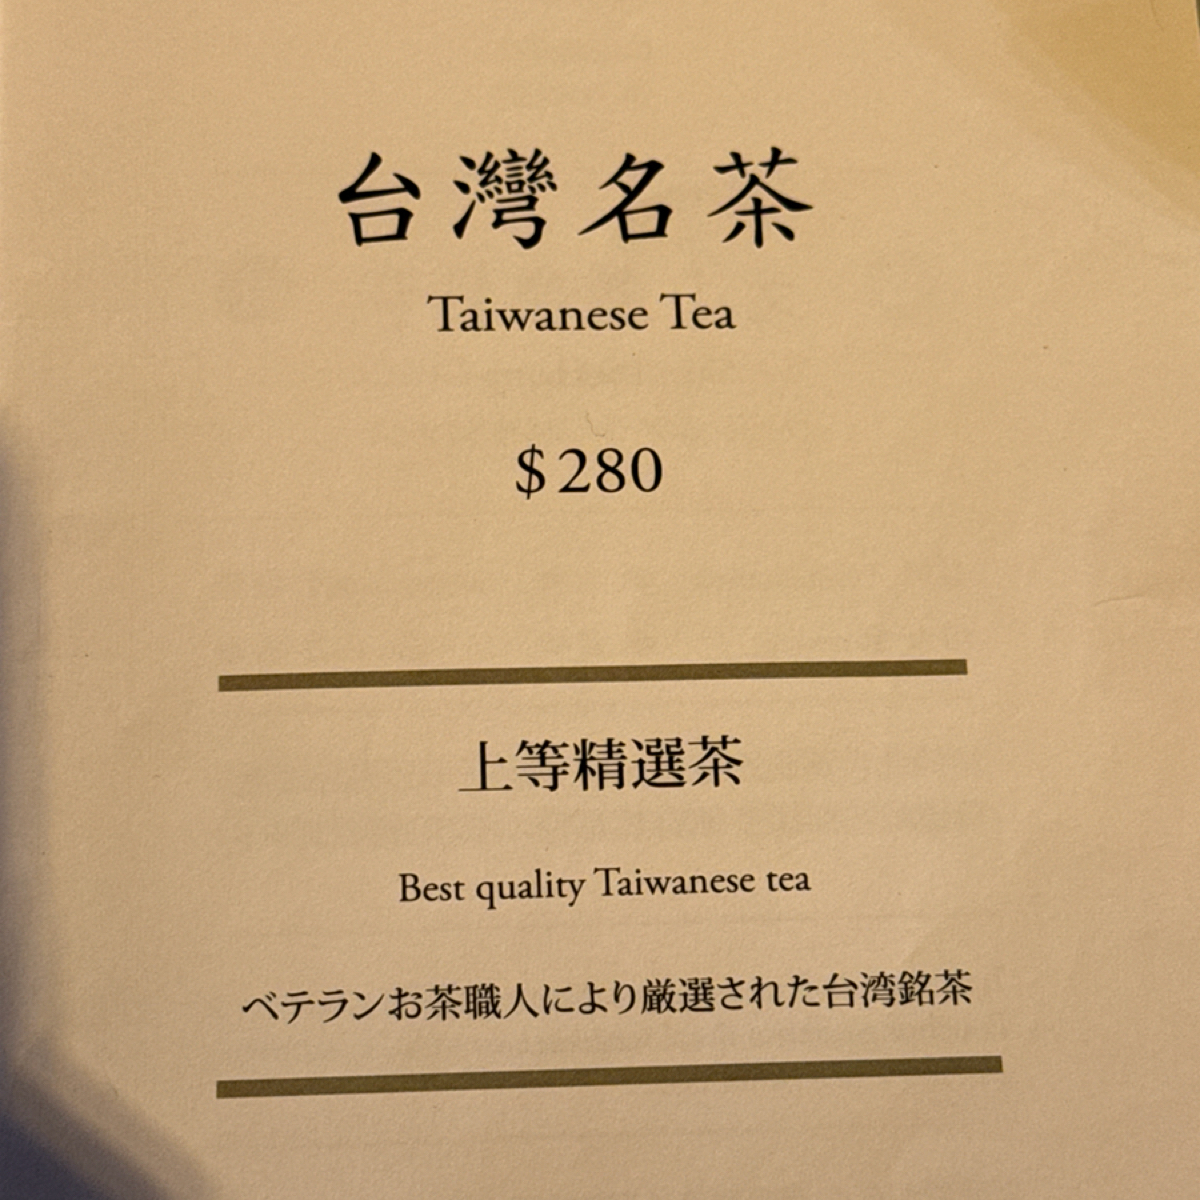 台灣名茶
Taiwanese Tea
$280
上等精選茶
Best quality Taiwanese tea
ベテランお茶職人により厳選された台湾銘茶